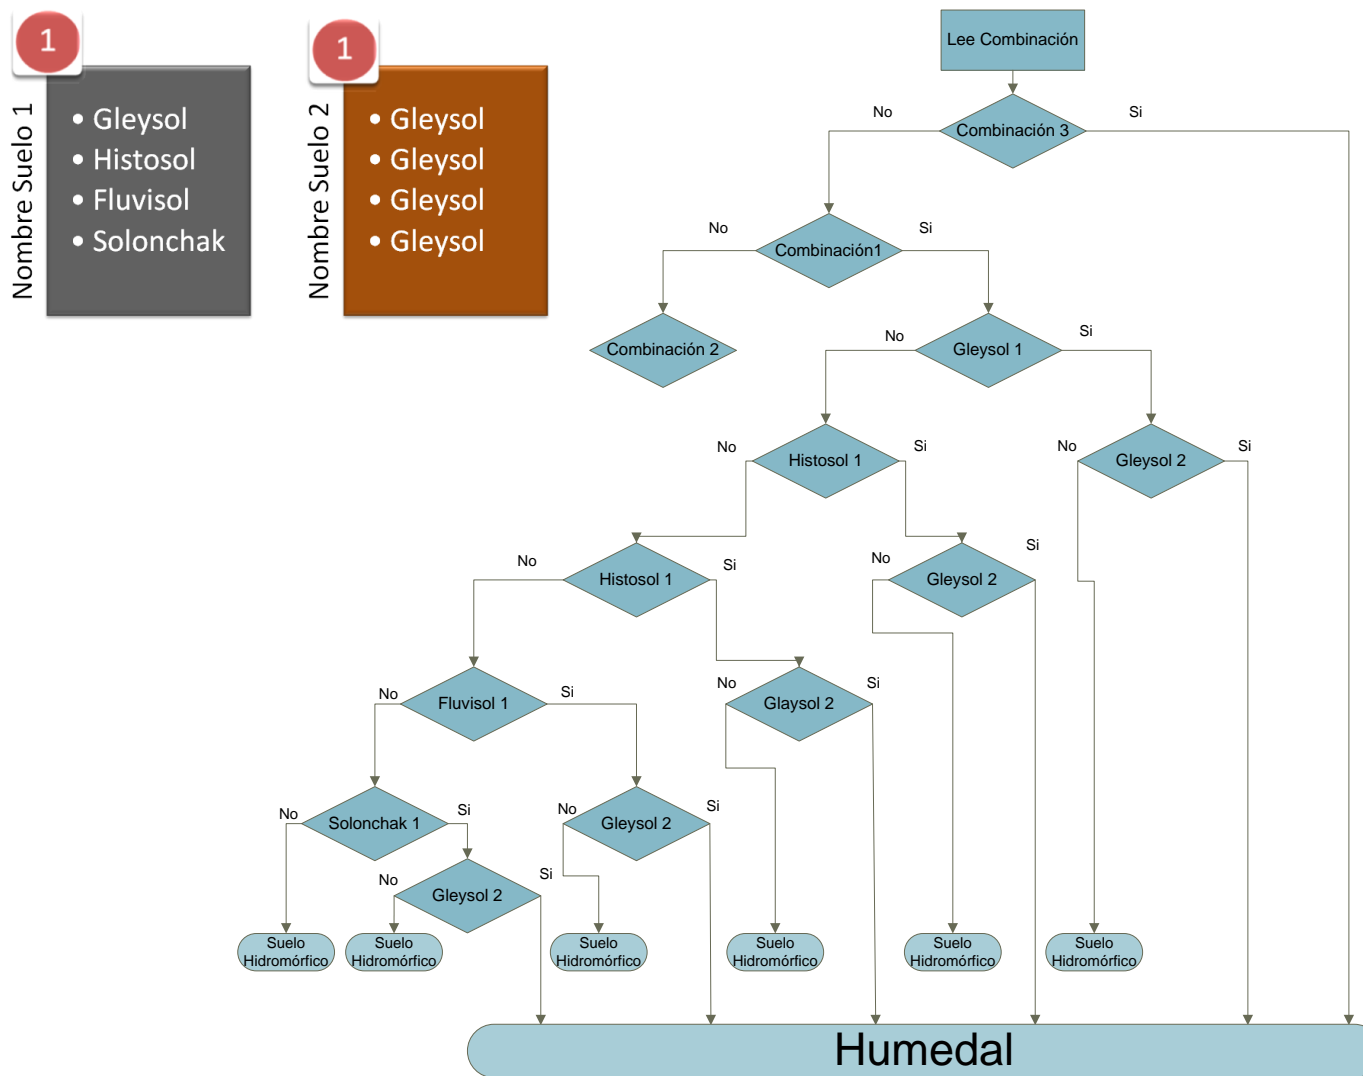 1
Nombre Suelo 1
• Gleysol
• Histosol
• Fluvisol
• Solonchak
1
Nombre Suelo 2
• Gleysol
• Gleysol
• Gleysol
• Gleysol
Lee Combinación
No
Combinación 3
Si
No
Combinación1
Si
Combinación 2
No
Gleysol 1
Si
No
Histosol 1
Si
No
Gleysol 2
Si
No
Histosol 1
Si
No
Gleysol 2
Si
No
Fluvisol 1
Si
No
Glaysol 2
Si
No
Solonchak 1
Si
No
Gleysol 2
Si
No
Gleysol 2
Si
Suelo
Hidromórfico
Suelo
Hidromórfico
Suelo
Hidromórfico
Suelo
Hidromórfico
Suelo
Hidromórfico
Suelo
Hidromórfico
Humedal